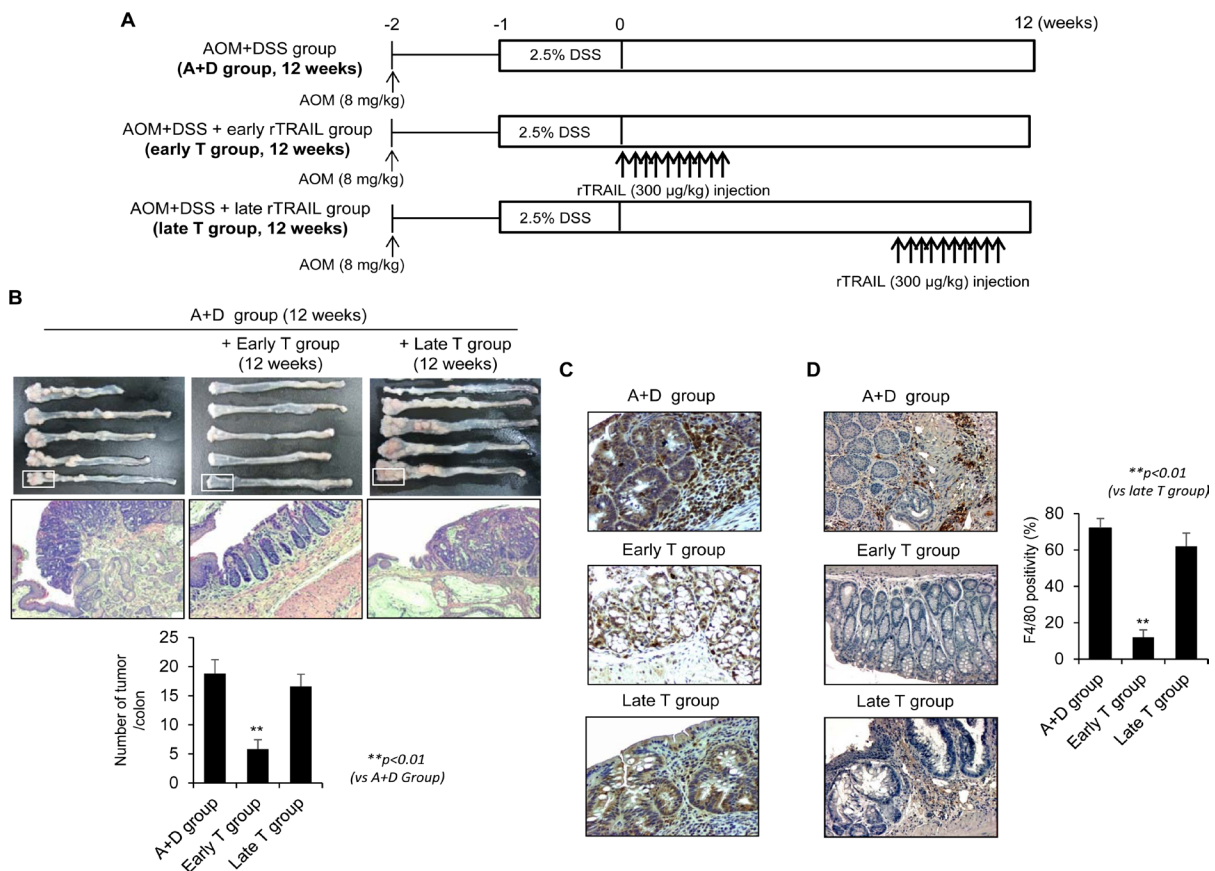 A
-2
-1
0
12 (weeks)
AOM+DSS group
(A+D group, 12 weeks)
2.5% DSS
AOM (8 mg/kg)
AOM+DSS + early rTRAIL group
(early T group, 12 weeks)
2.5% DSS
AOM (8 mg/kg)
rTRAIL (300 µg/kg) injection
AOM+DSS + late rTRAIL group
(late T group, 12 weeks)
2.5% DSS
AOM (8 mg/kg)
rTRAIL (300 µg/kg) injection
B
A+D group (12 weeks)
+ Early T group
(12 weeks)
+ Late T group
(12 weeks)
Number of tumor
/colon
25
20
15
10
5
0
**
A+D group
Early T group
Late T group
**p<0.01
(vs A+D Group)
C
A+D group
Early T group
Late T group
D
A+D group
Early T group
Late T group
**p<0.01
(vs late T group)
F4/80 positivity (%)
80
60
40
20
0
**
A+D group
Early T group
Late T group